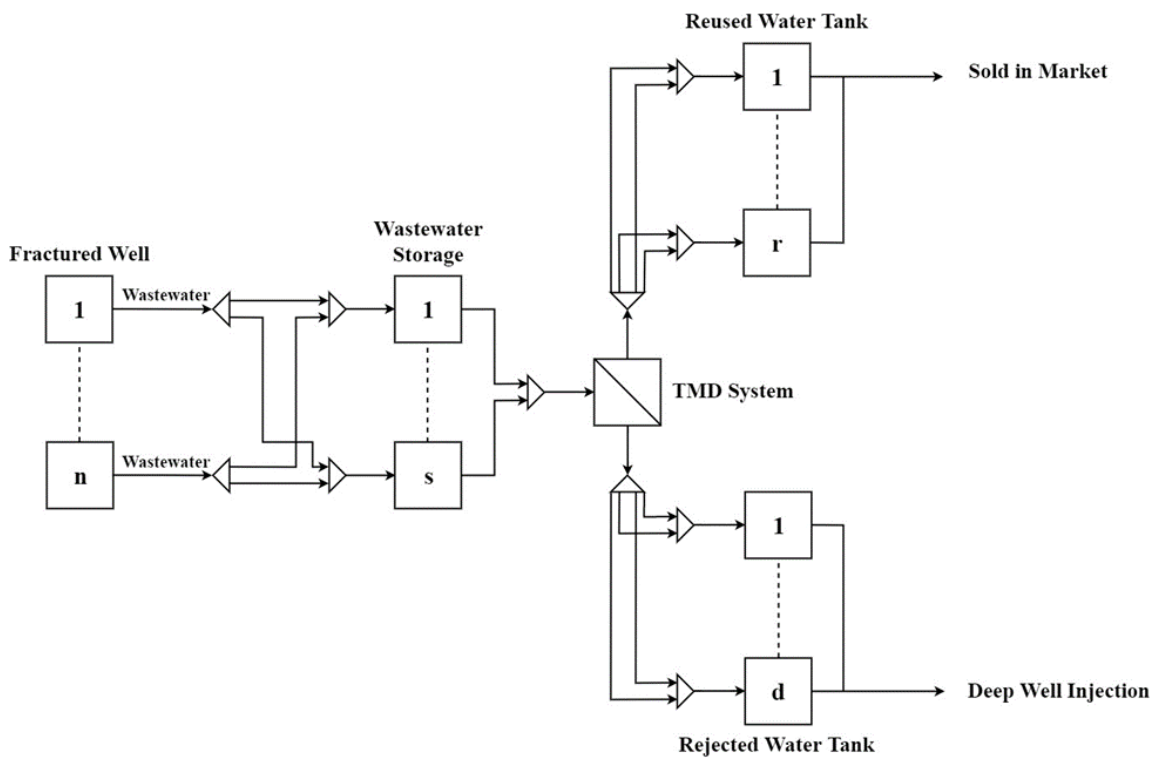 Reused Water Tank
1
Sold in Market
r
Fractured Well
Wastewater
Storage
1
Wastewater
1
TMD System
n
Wastewater
s
1
d
Deep Well Injection
Rejected Water Tank